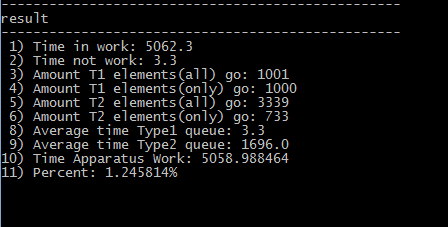 ---------------------------------------------------
result
---------------------------------------------------
1) Time in work: 5062.3
2) Time not work: 3.3
3) Amount T1 elements(all) go: 1001
4) Amount T1 elements(only) go: 1000
5) Amount T2 elements(all) go: 3339
6) Amount T2 elements(only) go: 733
8) Average time Type1 queue: 3.3
9) Average time Type2 queue: 1696.0
10) Time Apparatus Work: 5058.988464
11) Percent: 1.245814%